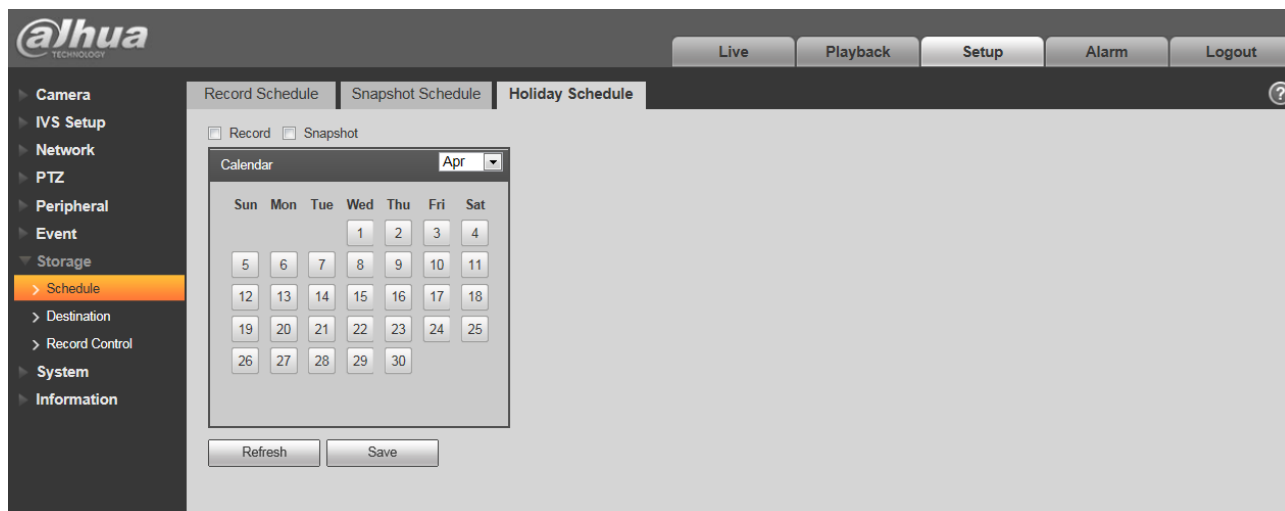 alhua
TECHNOLOGY
Live Playback Setup Alarm Logout
Camera
IVS Setup
Network
PTZ
Peripheral
Event
Storage
Schedule
Destination
Record Control
System
Information
Record Schedule Snapshot Schedule Holiday Schedule ?
Record Snapshot
Calendar Apr
Sun Mon Tue Wed Thu Fri Sat
1 2 3 4
5 6 7 8 9 10 11
12 13 14 15 16 17 18
19 20 21 22 23 24 25
26 27 28 29 30
Refresh Save